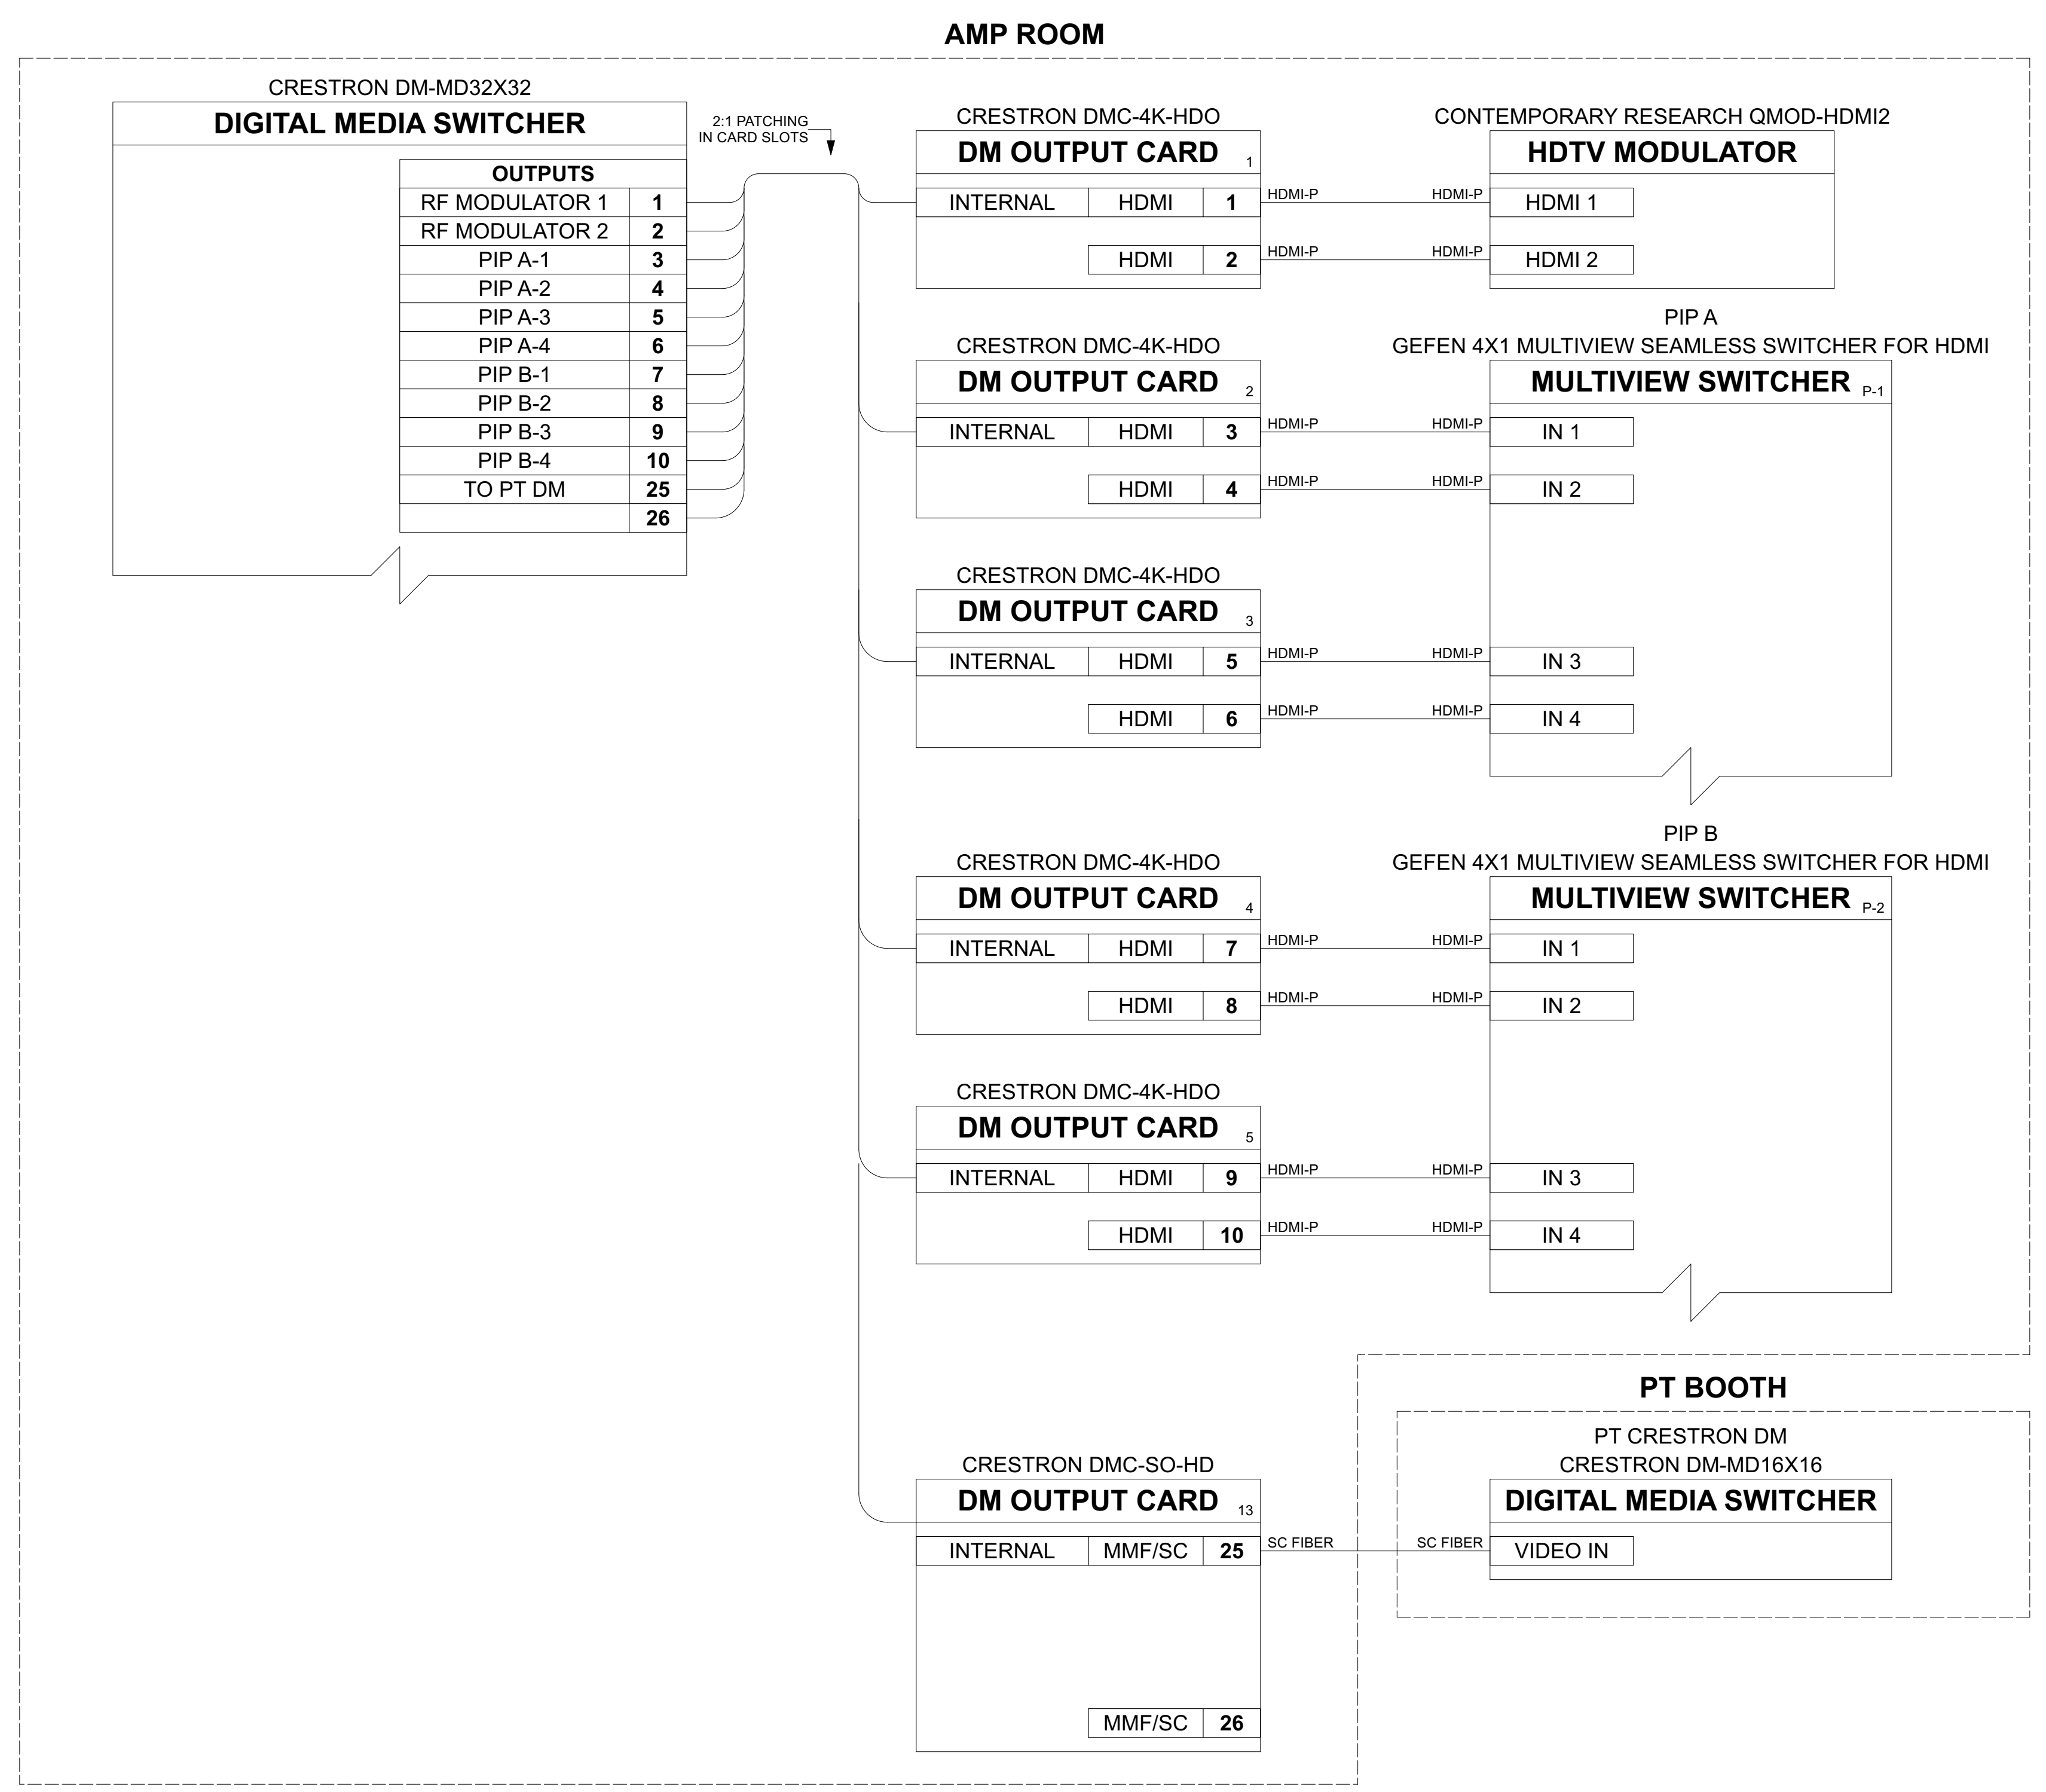 AMP ROOM
CRESTRON DM-MD32X32
DIGITAL MEDIA SWITCHER
OUTPUTS
RF MODULATOR 1 1
RF MODULATOR 2 2
PIP A-1 3
PIP A-2 4
PIP A-3 5
PIP A-4 6
PIP B-1 7
PIP B-2 8
PIP B-3 9
PIP B-4 10
TO PT DM 25
26
2:1 PATCHING
IN CARD SLOTS
CRESTRON DMC-4K-HDO
DM OUTPUT CARD 1
INTERNAL HDMI 1
HDMI 2
HDMI-P HDMI-P
HDMI-P HDMI-P
CONTEMPORARY RESEARCH QMOD-HDMI2
HDTV MODULATOR
HDMI 1
HDMI 2
CRESTRON DMC-4K-HDO
DM OUTPUT CARD 2
INTERNAL HDMI 3
HDMI 4
HDMI-P HDMI-P
HDMI-P HDMI-P
CRESTRON DMC-4K-HDO
DM OUTPUT CARD 3
INTERNAL HDMI 5
HDMI 6
HDMI-P HDMI-P
HDMI-P HDMI-P
PIP A
GEFEN 4X1 MULTIVIEW SEAMLESS SWITCHER FOR HDMI
MULTIVIEW SWITCHER P-1
IN 1
IN 2
IN 3
IN 4
CRESTRON DMC-4K-HDO
DM OUTPUT CARD 4
INTERNAL HDMI 7
HDMI 8
HDMI-P HDMI-P
HDMI-P HDMI-P
CRESTRON DMC-4K-HDO
DM OUTPUT CARD 5
INTERNAL HDMI 9
HDMI 10
HDMI-P HDMI-P
HDMI-P HDMI-P
PIP B
GEFEN 4X1 MULTIVIEW SEAMLESS SWITCHER FOR HDMI
MULTIVIEW SWITCHER P-2
IN 1
IN 2
IN 3
IN 4
CRESTRON DMC-SO-HD
DM OUTPUT CARD 13
INTERNAL MMF/SC 25
MMF/SC 26
SC FIBER SC FIBER
PT BOOTH
PT CRESTRON DM
CRESTRON DM-MD16X16
DIGITAL MEDIA SWITCHER
VIDEO IN